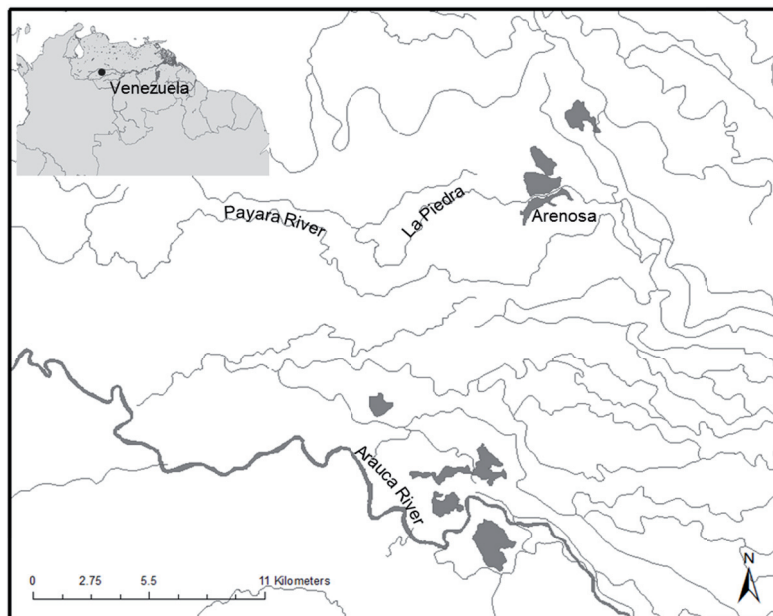 Venezuela
Payara River
La Piedra
Arenosa
Arauca River
0 2.75 5.5 11 Kilometers
N